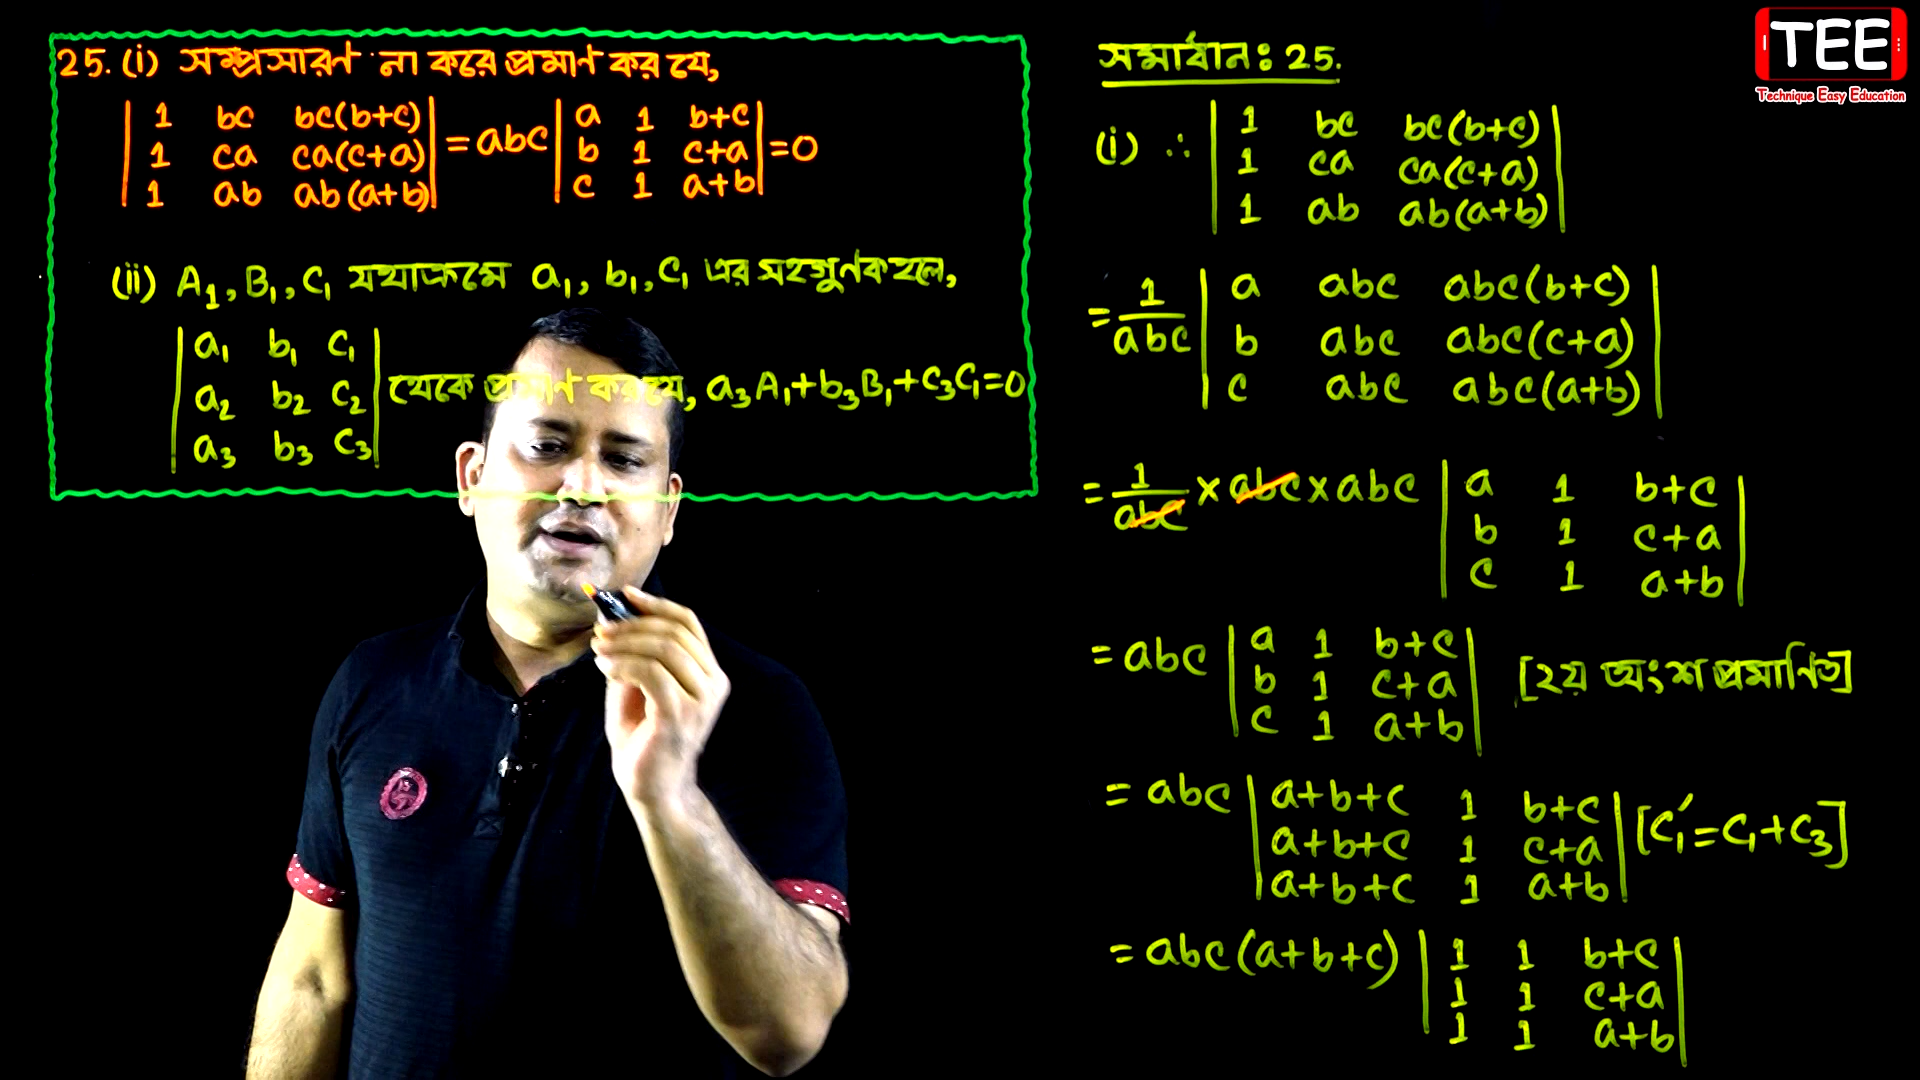 25. (i) সম্প্রসারণ না করে প্রমাণ কর যে,
| 1 bc bc(b+c) |
| 1 ca ca(c+a) | = abc | a 1 b+c |
| 1 ab ab(a+b) | | b 1 c+a | = 0
| c 1 a+b |
(ii) A₁, B₁, C₁ যথাক্রমে a₁, b₁, c₁ এর সহগুণক হলে,
| a₁ b₁ c₁ |
| a₂ b₂ c₂ | থেকে প্রমাণ কর যে, a₃A₁+b₃B₁+c₃C₁=0
| a₃ b₃ c₃ |
সমাধান: 25.
(i) ∴ | 1 bc bc(b+c) |
| 1 ca ca(c+a) |
| 1 ab ab(a+b) |
= 1/abc | a abc abc(b+c) |
| b abc abc(c+a) |
| c abc abc(a+b) |
= 1/abc × abc × abc | a 1 b+c |
| b 1 c+a |
| c 1 a+b |
= abc | a 1 b+c |
| b 1 c+a | [২য় অংশ প্রমাণিত]
| c 1 a+b |
= abc | a+b+c 1 b+c |
| a+b+c 1 c+a | [C₁′=C₁+C₃]
| a+b+c 1 a+b |
= abc(a+b+c) | 1 1 b+c |
| 1 1 c+a |
| 1 1 a+b |
TEE
Technique Easy Education